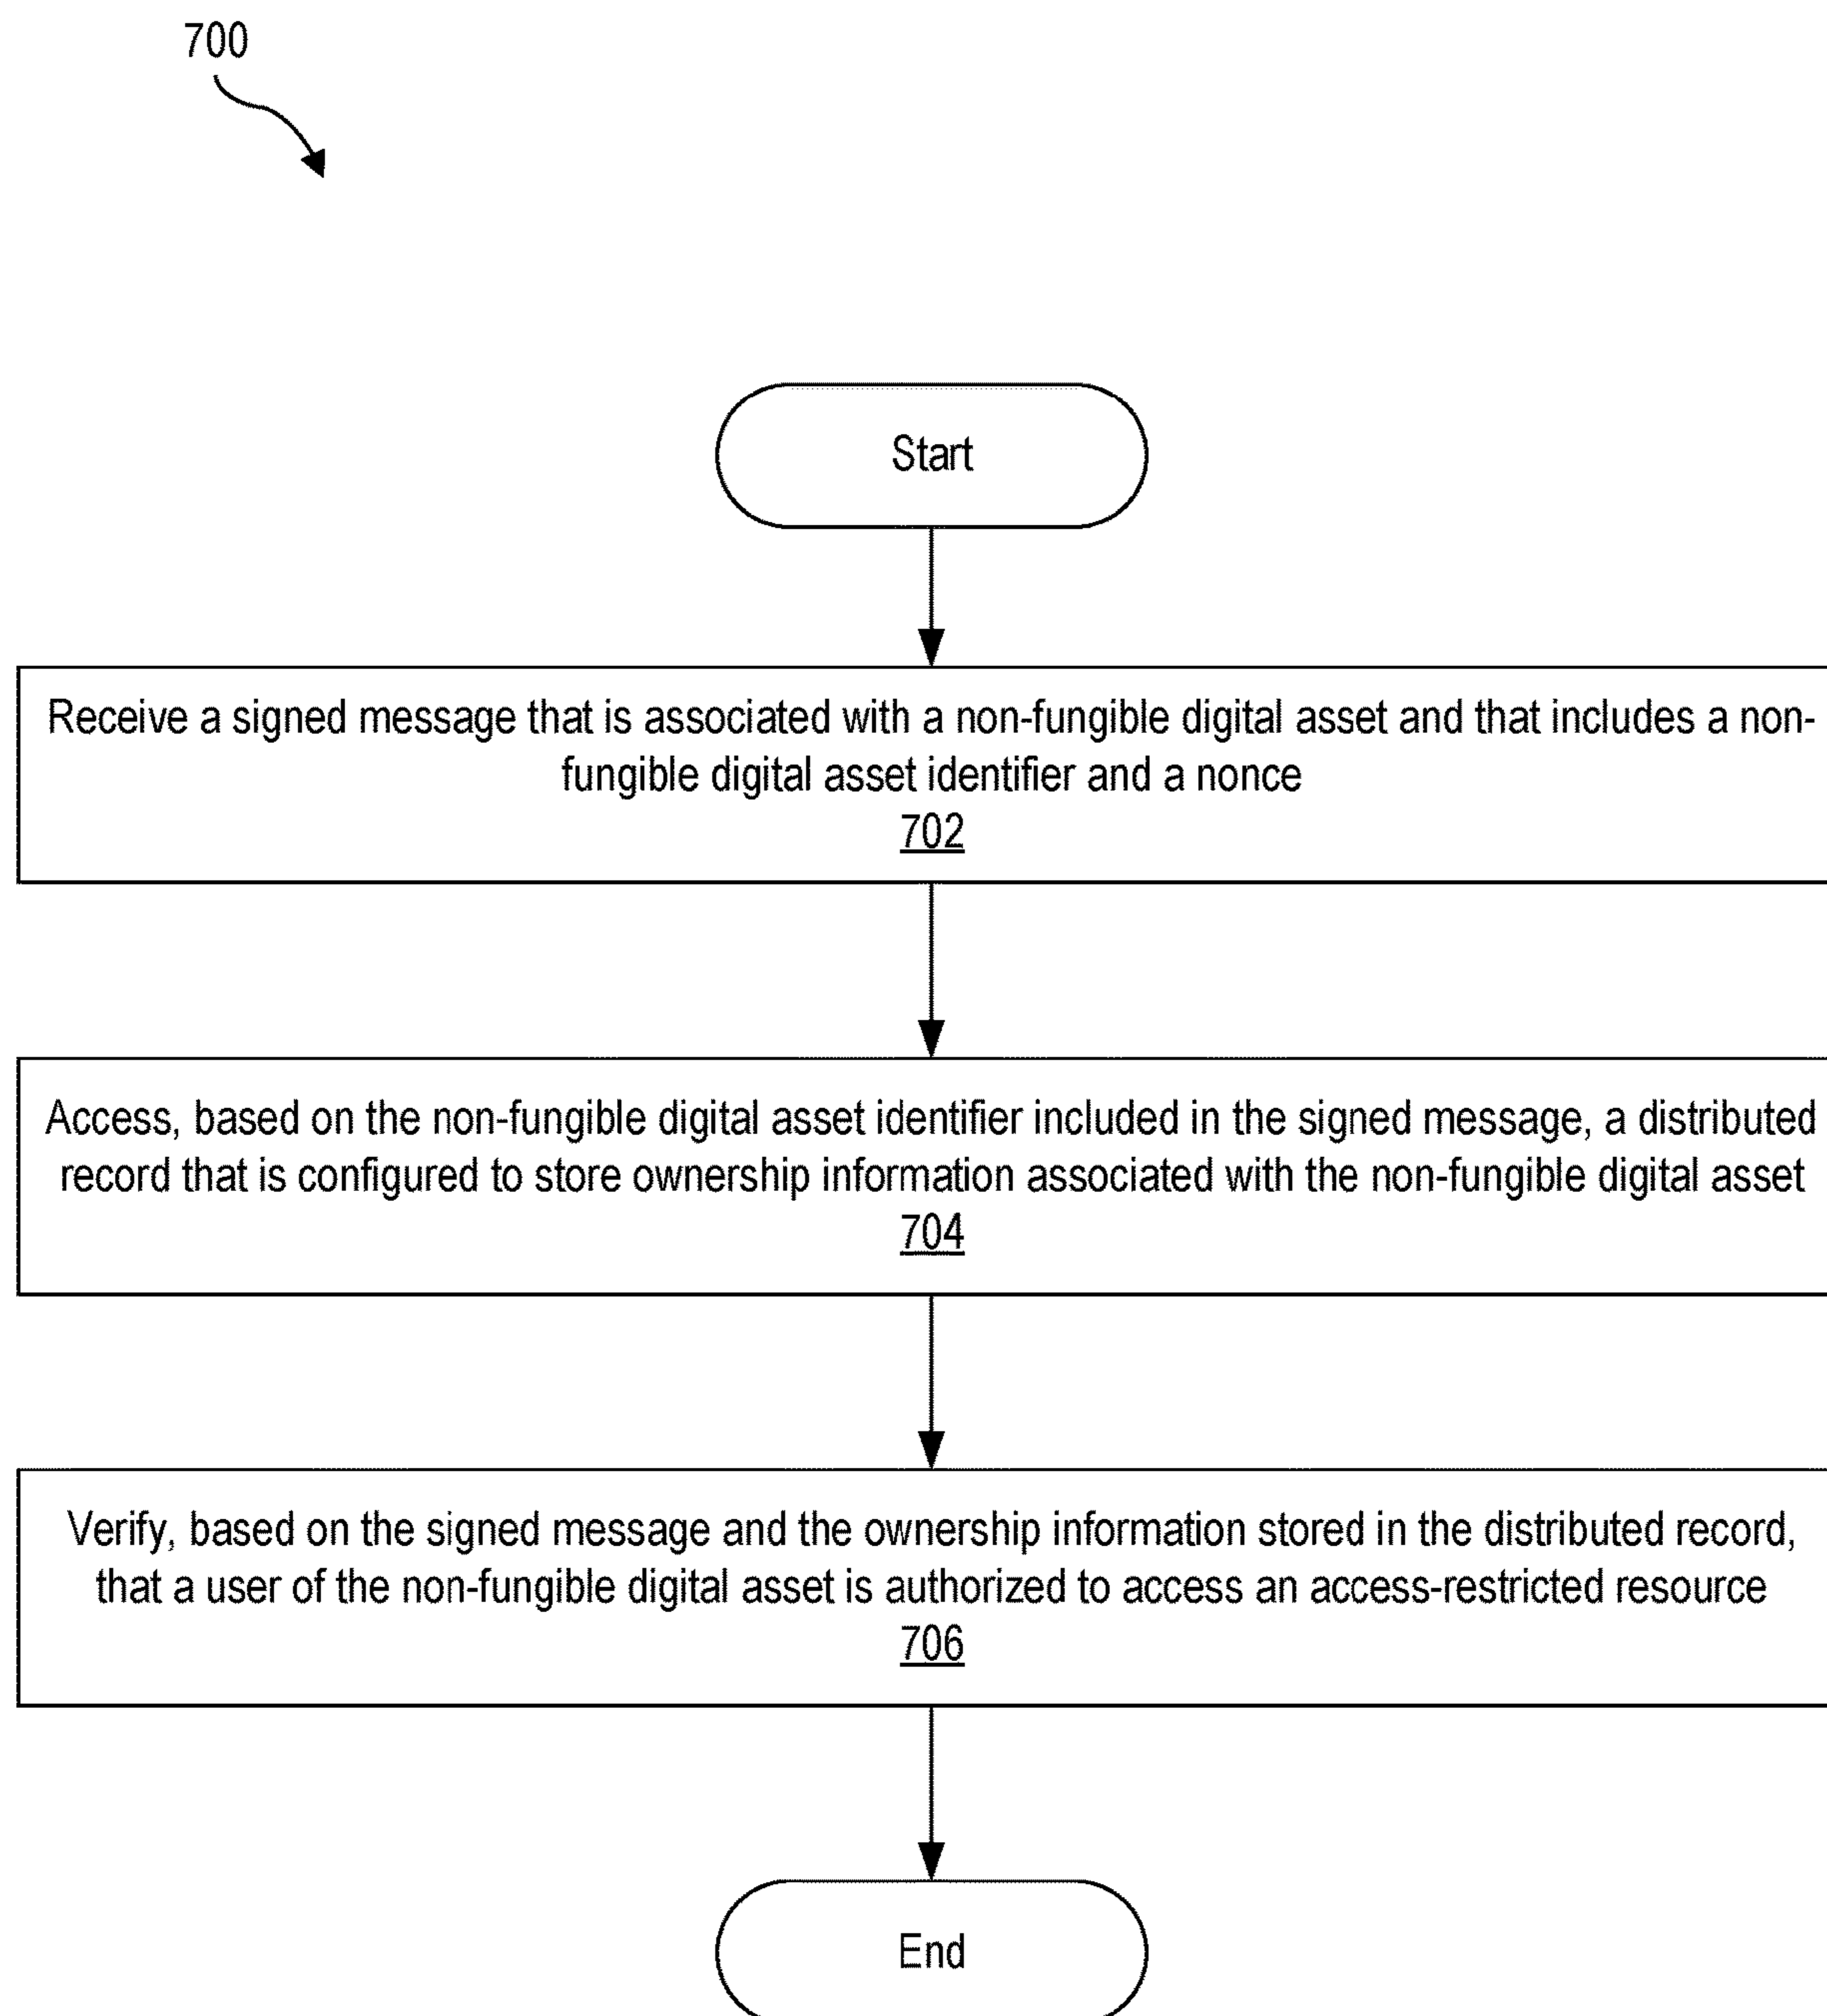 700
Start
Receive a signed message that is associated with a non-fungible digital asset and that includes a non-
fungible digital asset identifier and a nonce
702
Access, based on the non-fungible digital asset identifier included in the signed message, a distributed
record that is configured to store ownership information associated with the non-fungible digital asset
704
Verify, based on the signed message and the ownership information stored in the distributed record,
that a user of the non-fungible digital asset is authorized to access an access-restricted resource
706
End